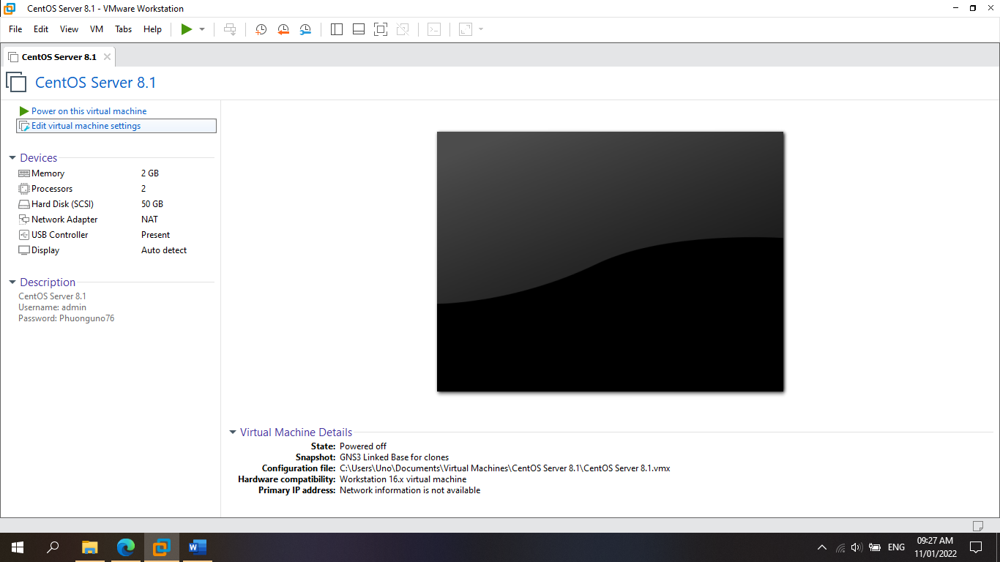 CentOS Server 8.1 - VMware Workstation
File Edit View VM Tabs Help
CentOS Server 8.1
CentOS Server 8.1
Power on this virtual machine
Edit virtual machine settings
Devices
Memory 2 GB
Processors 2
Hard Disk (SCSI) 50 GB
Network Adapter NAT
USB Controller Present
Display Auto detect
Description
CentOS Server 8.1
Username: admin
Password: Phuonguno76
Virtual Machine Details
State: Powered off
Snapshot: GNS3 Linked Base for clones
Configuration file: C:\Users\Uno\Documents\Virtual Machines\CentOS Server 8.1\CentOS Server 8.1.vmx
Hardware compatibility: Workstation 16.x virtual machine
Primary IP address: Network information is not available
W
ENG
09:27 AM
11/01/2022